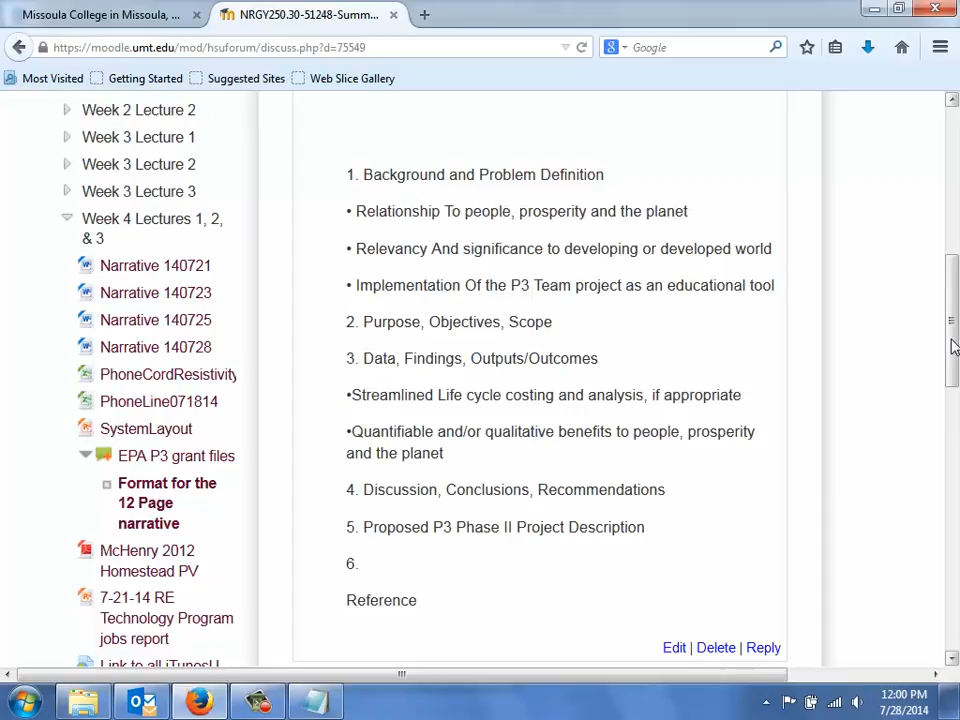 Missoula College in Missoula, ...
NRGY250.30-51248-Summ...
https://moodle.umt.edu/mod/hsuforum/discuss.php?d=75549
Google
Most Visited
Getting Started
Suggested Sites
Web Slice Gallery
Week 2 Lecture 2
Week 3 Lecture 1
Week 3 Lecture 2
Week 3 Lecture 3
Week 4 Lectures 1, 2,
& 3
Narrative 140721
Narrative 140723
Narrative 140725
Narrative 140728
PhoneCordResistivity
PhoneLine071814
SystemLayout
EPA P3 grant files
Format for the
12 Page
narrative
McHenry 2012
Homestead PV
7-21-14 RE
Technology Program
jobs report
Link to all iTunesU
1. Background and Problem Definition
• Relationship To people, prosperity and the planet
• Relevancy And significance to developing or developed world
• Implementation Of the P3 Team project as an educational tool
2. Purpose, Objectives, Scope
3. Data, Findings, Outputs/Outcomes
•Streamlined Life cycle costing and analysis, if appropriate
•Quantifiable and/or qualitative benefits to people, prosperity
and the planet
4. Discussion, Conclusions, Recommendations
5. Proposed P3 Phase II Project Description
6.
Reference
Edit | Delete | Reply
12:00 PM
7/28/2014